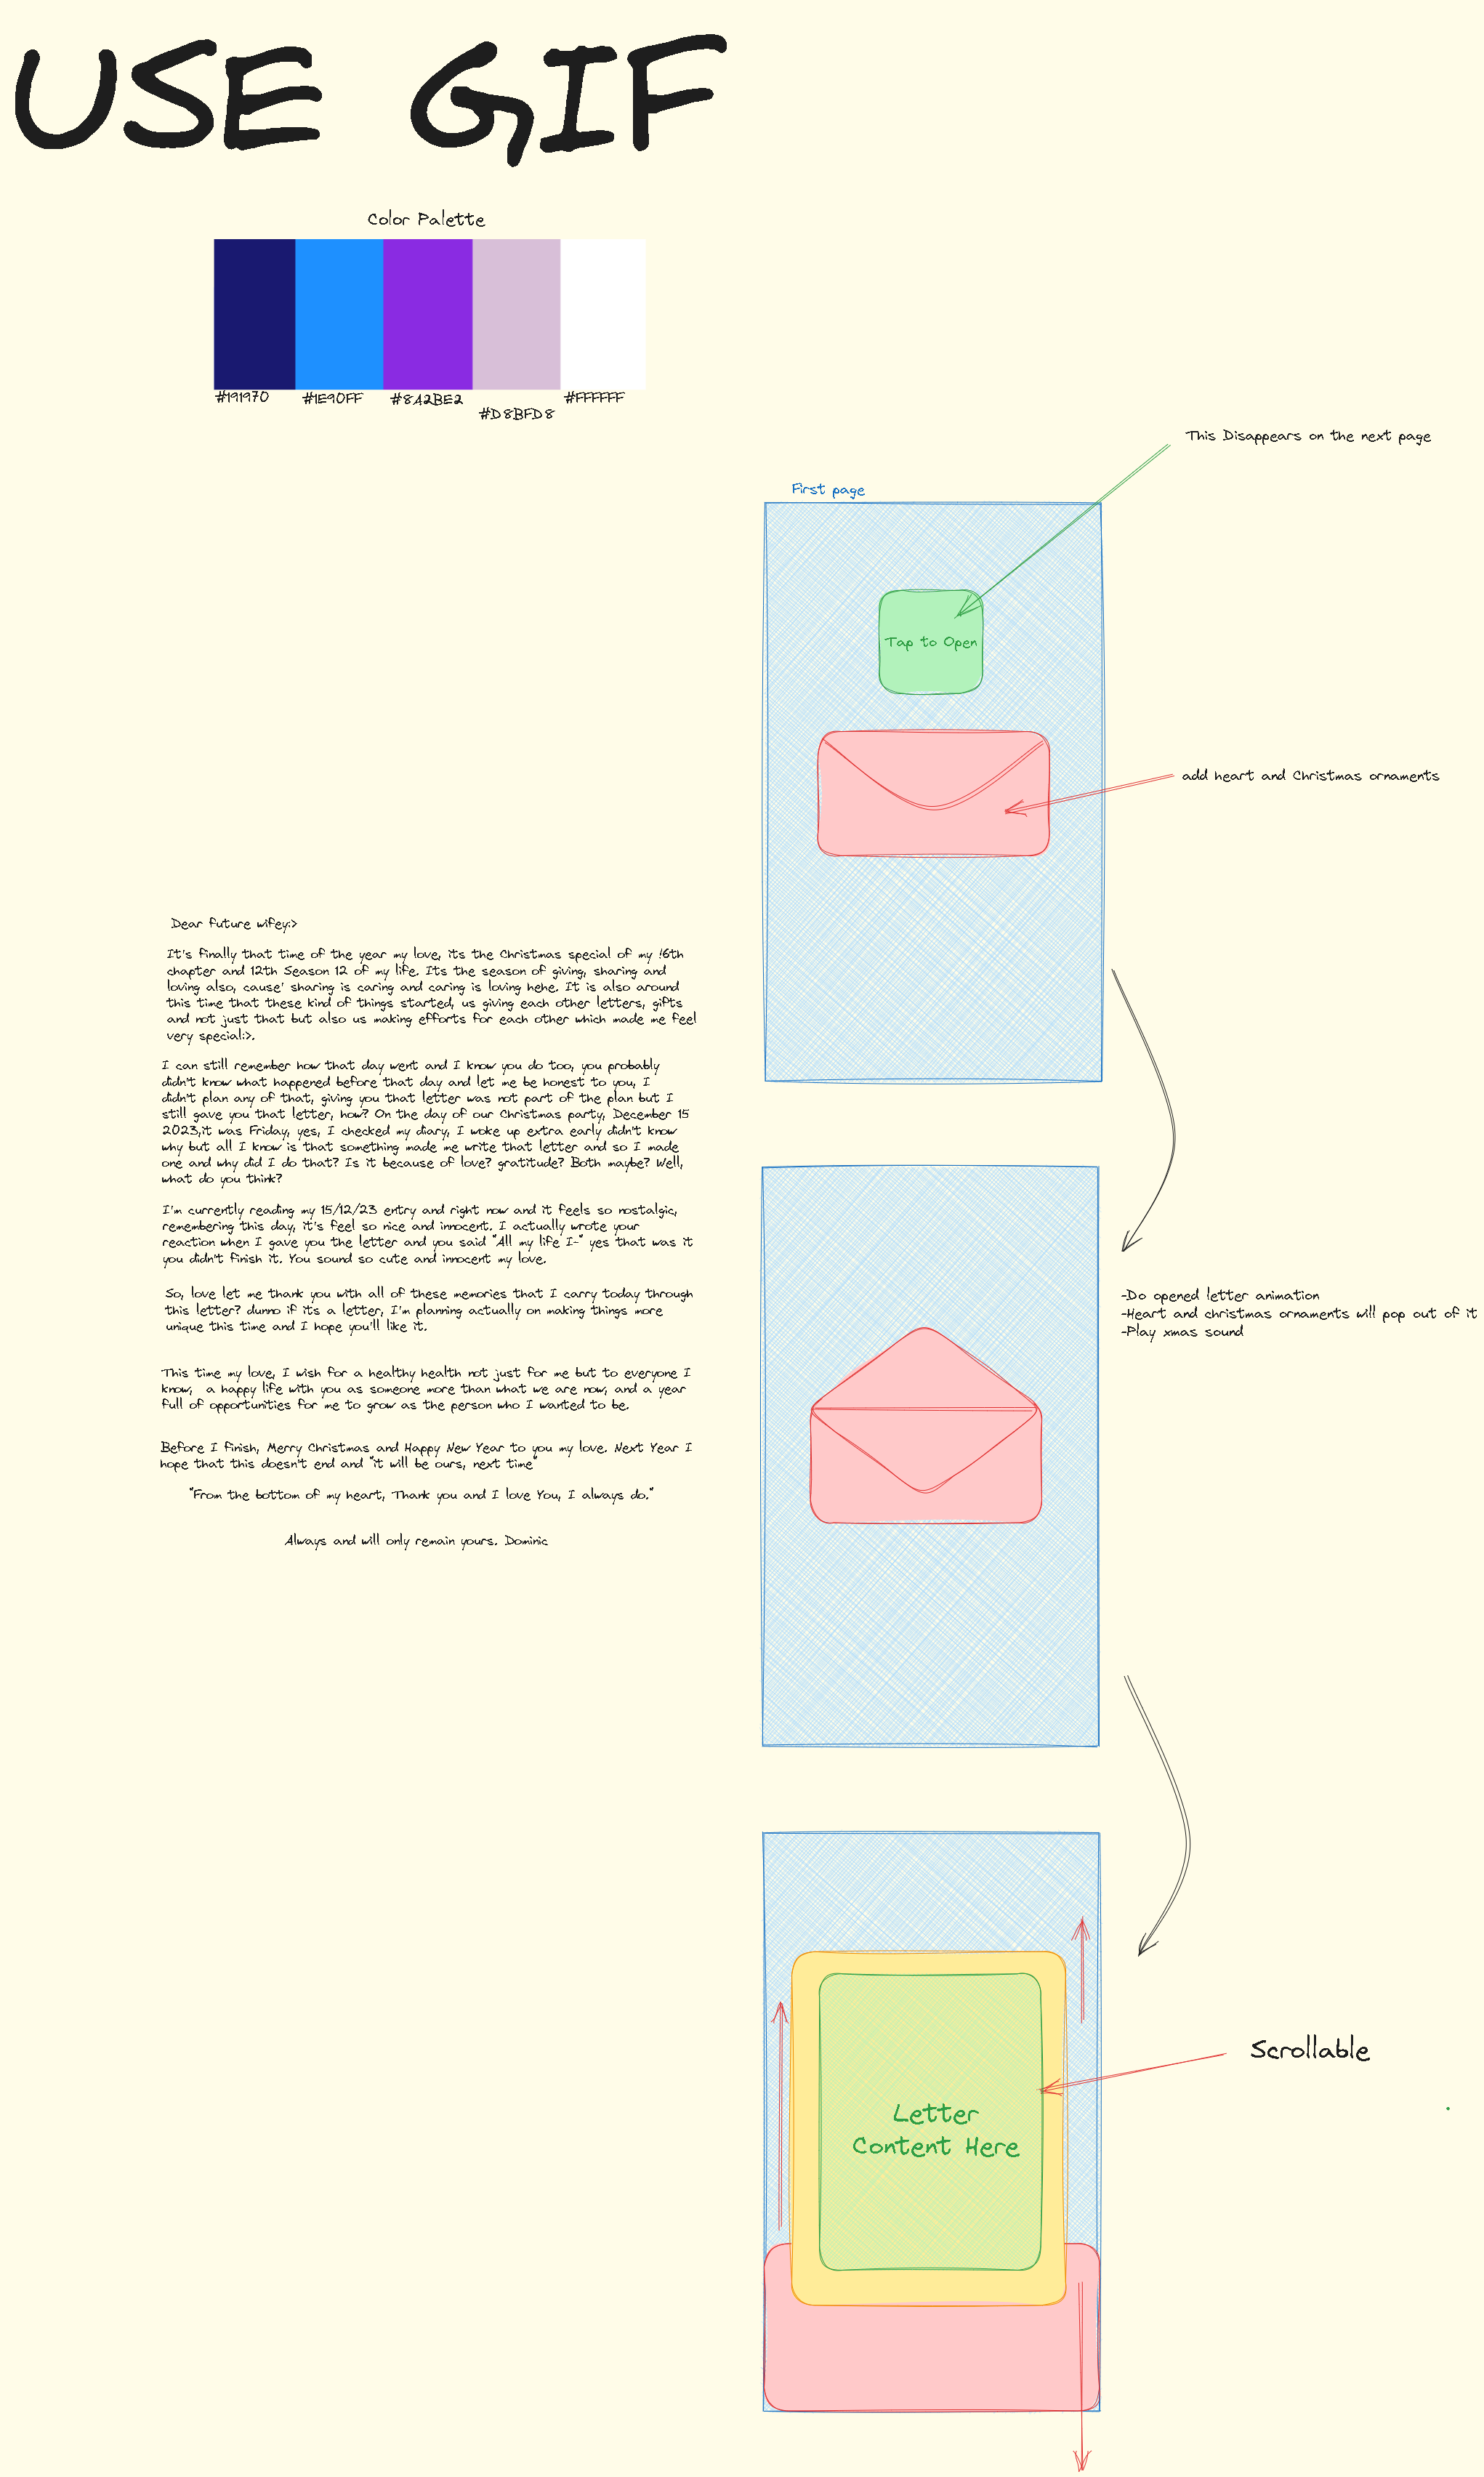 USE GIF
Color Palette
#191970
#1E90FF
#8A2BE2
#D8BFD8
#FFFFFF
This Disappears on the next page
First page
Tap to Open
add heart and Christmas ornaments
Dear future wifey:>
It's finally that time of the year my love, its the Christmas special of my !6th
chapter and 12th Season 12 of my life. Its the season of giving, sharing and
loving also, cause' sharing is caring and caring is loving hehe. It is also around
this time that these kind of things started, us giving each other letters, gifts
and not just that but also us making efforts for each other which made me feel
very special:>.
I can still remember how that day went and I know you do too, you probably
didn't know what happened before that day and let me be honest to you, I
didn't plan any of that, giving you that letter was not part of the plan but I
still gave you that letter, how? On the day of our Christmas party, December 15
2023,it was Friday, yes, I checked my diary, I woke up extra early didn't know
why but all I know is that something made me write that letter and so I made
one and why did I do that? Is it because of love? gratitude? Both maybe? Well,
what do you think?
I'm currently reading my 15/12/23 entry and right now and it feels so nostalgic,
remembering this day, it's feel so nice and innocent. I actually wrote your
reaction when I gave you the letter and you said "All my life I-" yes that was it
you didn't finish it. You sound so cute and innocent my love.
So, love let me thank you with all of these memories that I carry today through
this letter? dunno if its a letter, I'm planning actually on making things more
unique this time and I hope you'll like it.
This time my love, I wish for a healthy health not just for me but to everyone I
know, a happy life with you as someone more than what we are now, and a year
full of opportunities for me to grow as the person who I wanted to be.
Before I finish, Merry Christmas and Happy New Year to you my love. Next Year I
hope that this doesn't end and "it will be ours, next time"
"From the bottom of my heart, Thank you and I love You, I always do."
Always and will only remain yours. Dominic
-Do opened letter animation
-Heart and christmas ornaments will pop out of it
-Play xmas sound
Scrollable
Letter
Content Here